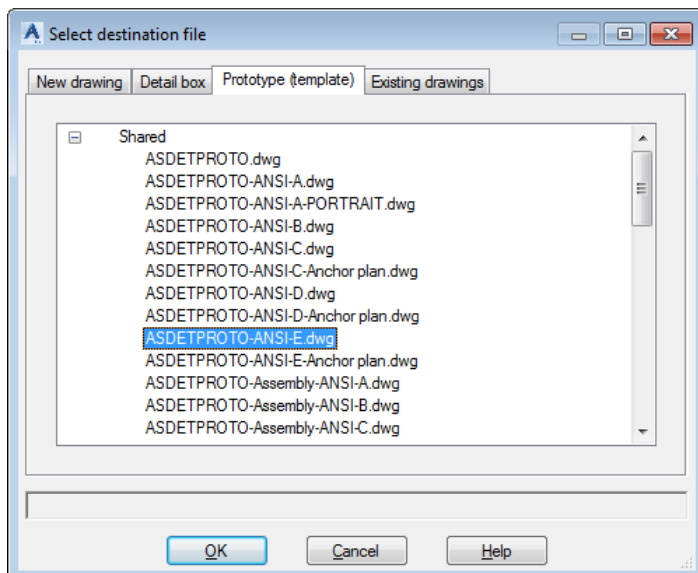 Select destination file
New drawing Detail box Prototype (template) Existing drawings
Shared
ASDETPROTO.dwg
ASDETPROTO-ANSI-A.dwg
ASDETPROTO-ANSI-A-PORTRAIT.dwg
ASDETPROTO-ANSI-B.dwg
ASDETPROTO-ANSI-C.dwg
ASDETPROTO-ANSI-C-Anchor plan.dwg
ASDETPROTO-ANSI-D.dwg
ASDETPROTO-ANSI-D-Anchor plan.dwg
ASDETPROTO-ANSI-E.dwg
ASDETPROTO-ANSI-E-Anchor plan.dwg
ASDETPROTO-Assembly-ANSI-A.dwg
ASDETPROTO-Assembly-ANSI-B.dwg
ASDETPROTO-Assembly-ANSI-C.dwg
OK Cancel Help